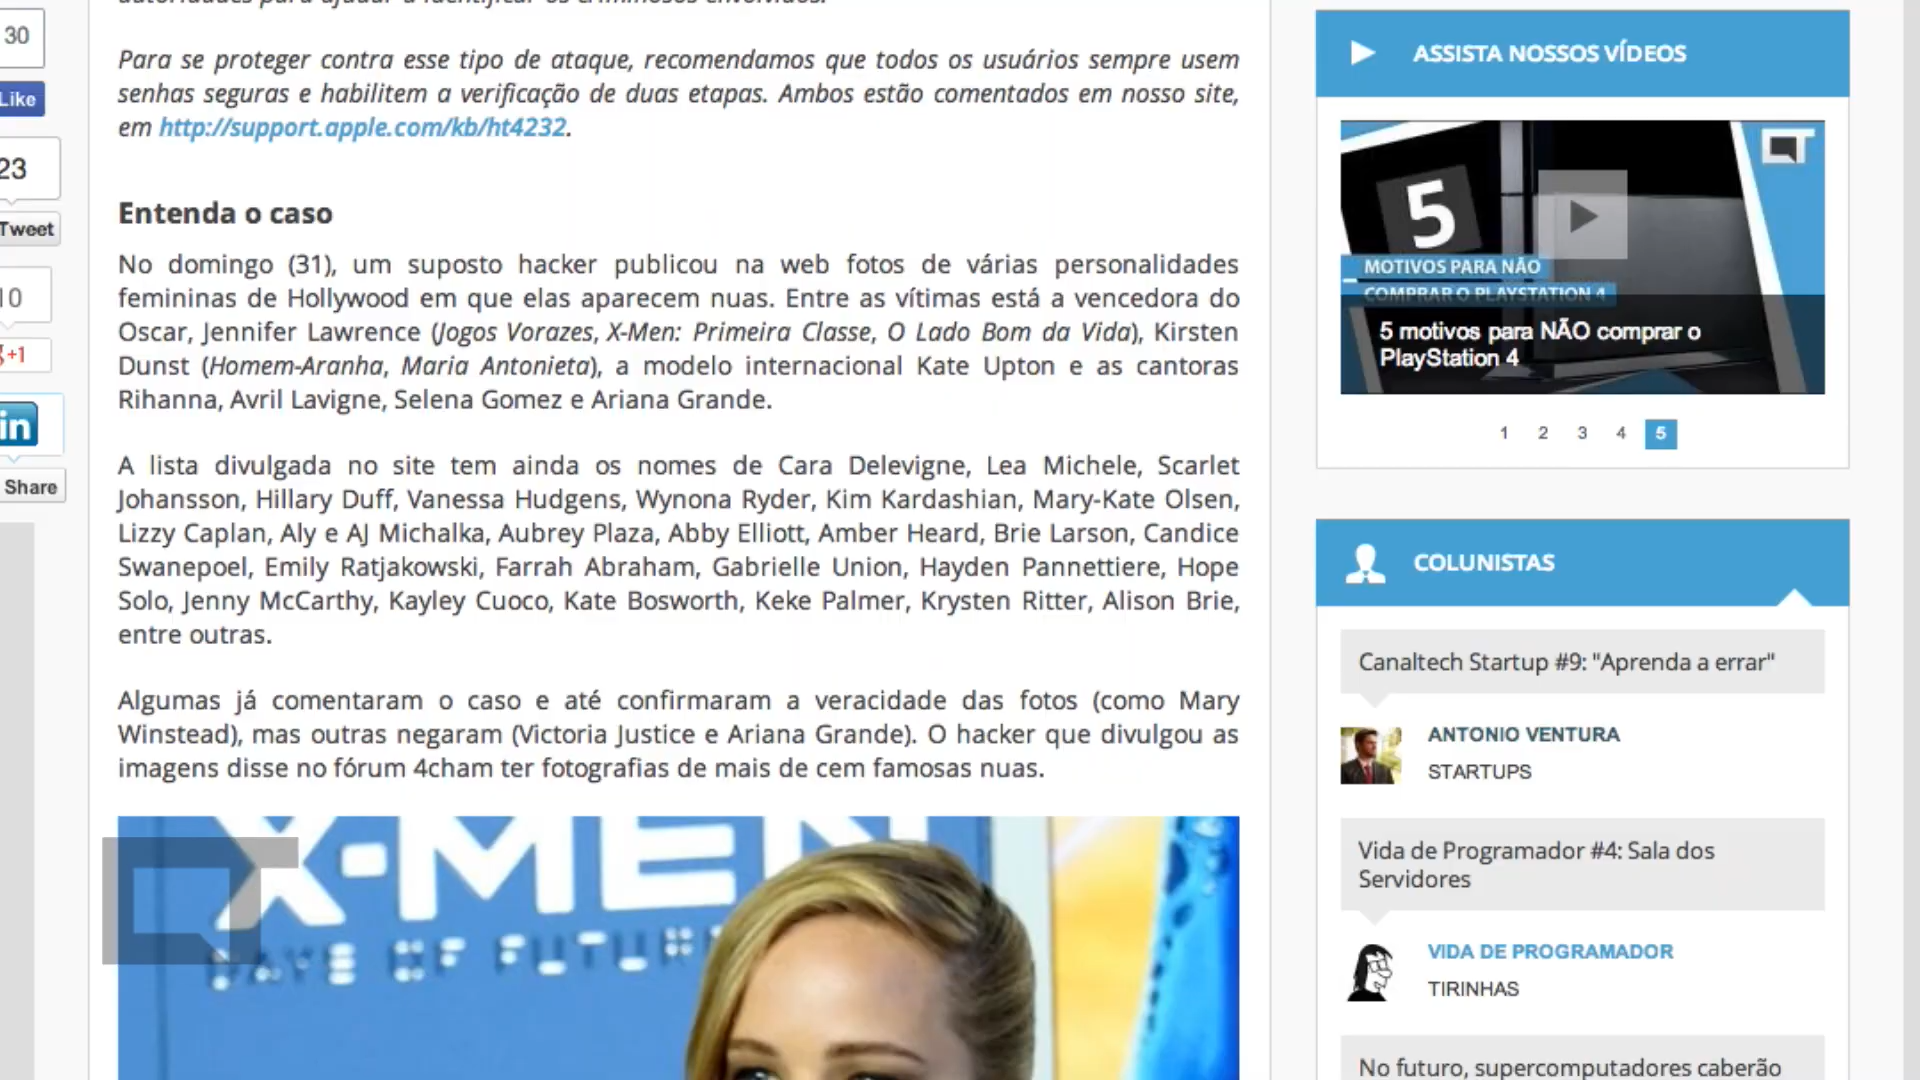 30
Like
23
Tweet
10
+1
in
Share
Para se proteger contra esse tipo de ataque, recomendamos que todos os usuários sempre usem
senhas seguras e habilitem a verificação de duas etapas. Ambos estão comentados em nosso site,
em http://support.apple.com/kb/ht4232.
Entenda o caso
No domingo (31), um suposto hacker publicou na web fotos de várias personalidades
femininas de Hollywood em que elas aparecem nuas. Entre as vítimas está a vencedora do
Oscar, Jennifer Lawrence (Jogos Vorazes, X-Men: Primeira Classe, O Lado Bom da Vida), Kirsten
Dunst (Homem-Aranha, Maria Antonieta), a modelo internacional Kate Upton e as cantoras
Rihanna, Avril Lavigne, Selena Gomez e Ariana Grande.
A lista divulgada no site tem ainda os nomes de Cara Delevigne, Lea Michele, Scarlet
Johansson, Hillary Duff, Vanessa Hudgens, Wynona Ryder, Kim Kardashian, Mary-Kate Olsen,
Lizzy Caplan, Aly e AJ Michalka, Aubrey Plaza, Abby Elliott, Amber Heard, Brie Larson, Candice
Swanepoel, Emily Ratjakowski, Farrah Abraham, Gabrielle Union, Hayden Pannettiere, Hope
Solo, Jenny McCarthy, Kayley Cuoco, Kate Bosworth, Keke Palmer, Krysten Ritter, Alison Brie,
entre outras.
Algumas já comentaram o caso e até confirmaram a veracidade das fotos (como Mary
Winstead), mas outras negaram (Victoria Justice e Ariana Grande). O hacker que divulgou as
imagens disse no fórum 4cham ter fotografias de mais de cem famosas nuas.
X-MEN
DAYS OF FUTUR
ASSISTA NOSSOS VÍDEOS
5
MOTIVOS PARA NÃO
COMPRAR O PLAYSTATION 4
5 motivos para NÃO comprar o
PlayStation 4
1 2 3 4 5
COLUNISTAS
Canaltech Startup #9: "Aprenda a errar"
ANTONIO VENTURA
STARTUPS
Vida de Programador #4: Sala dos
Servidores
VIDA DE PROGRAMADOR
TIRINHAS
No futuro, supercomputadores caberão